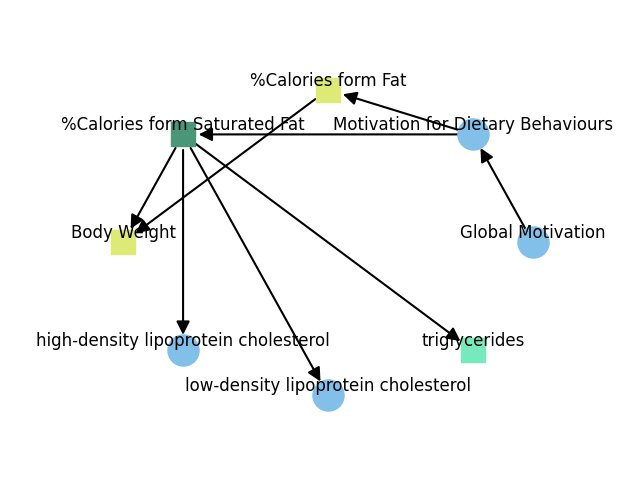 %Calories form Fat
%Calories form Saturated Fat
Motivation for Dietary Behaviours
Body Weight
Global Motivation
high-density lipoprotein cholesterol
triglycerides
low-density lipoprotein cholesterol